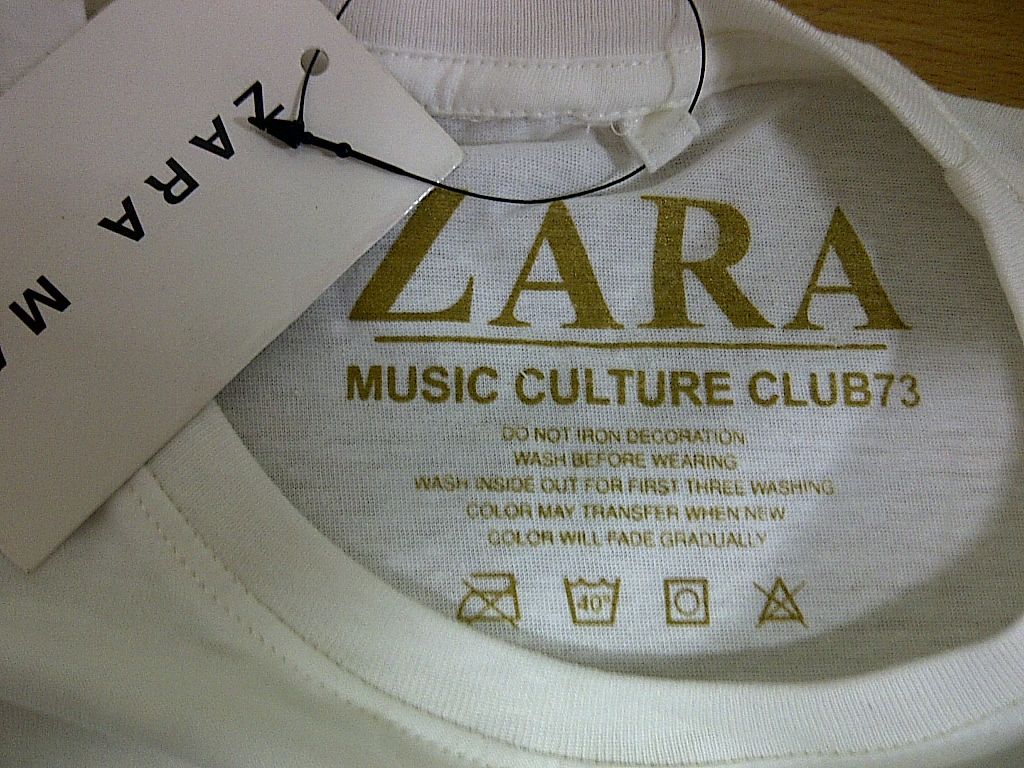 ZARA
MUSIC CULTURE CLUB73
DO NOT IRON DECORATION
WASH BEFORE WEARING
WASH INSIDE OUT FOR FIRST THREE WASHING
COLOR MAY TRANSFER WHEN NEW
COLOR WILL FADE GRADUALLY
40°
ZARA M